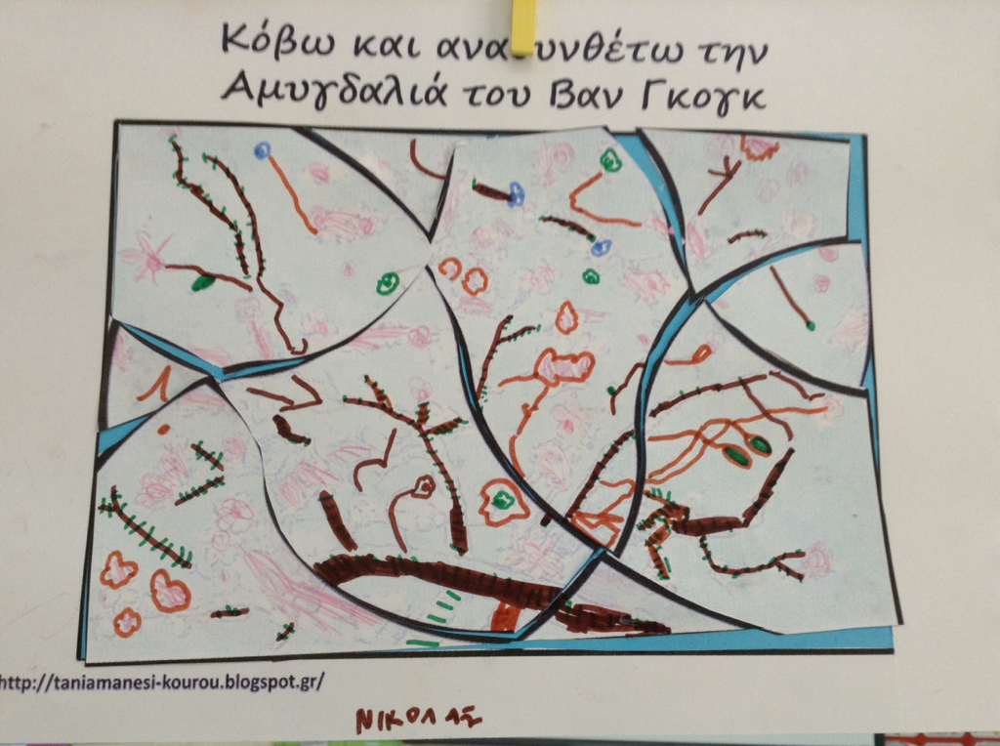 Κόβω και ανασυνθέτω την
Αμυγδαλιά του Βαν Γκογκ
http://taniamanesi-kourou.blogspot.gr/
ΝΙΚΟΛΑΣ